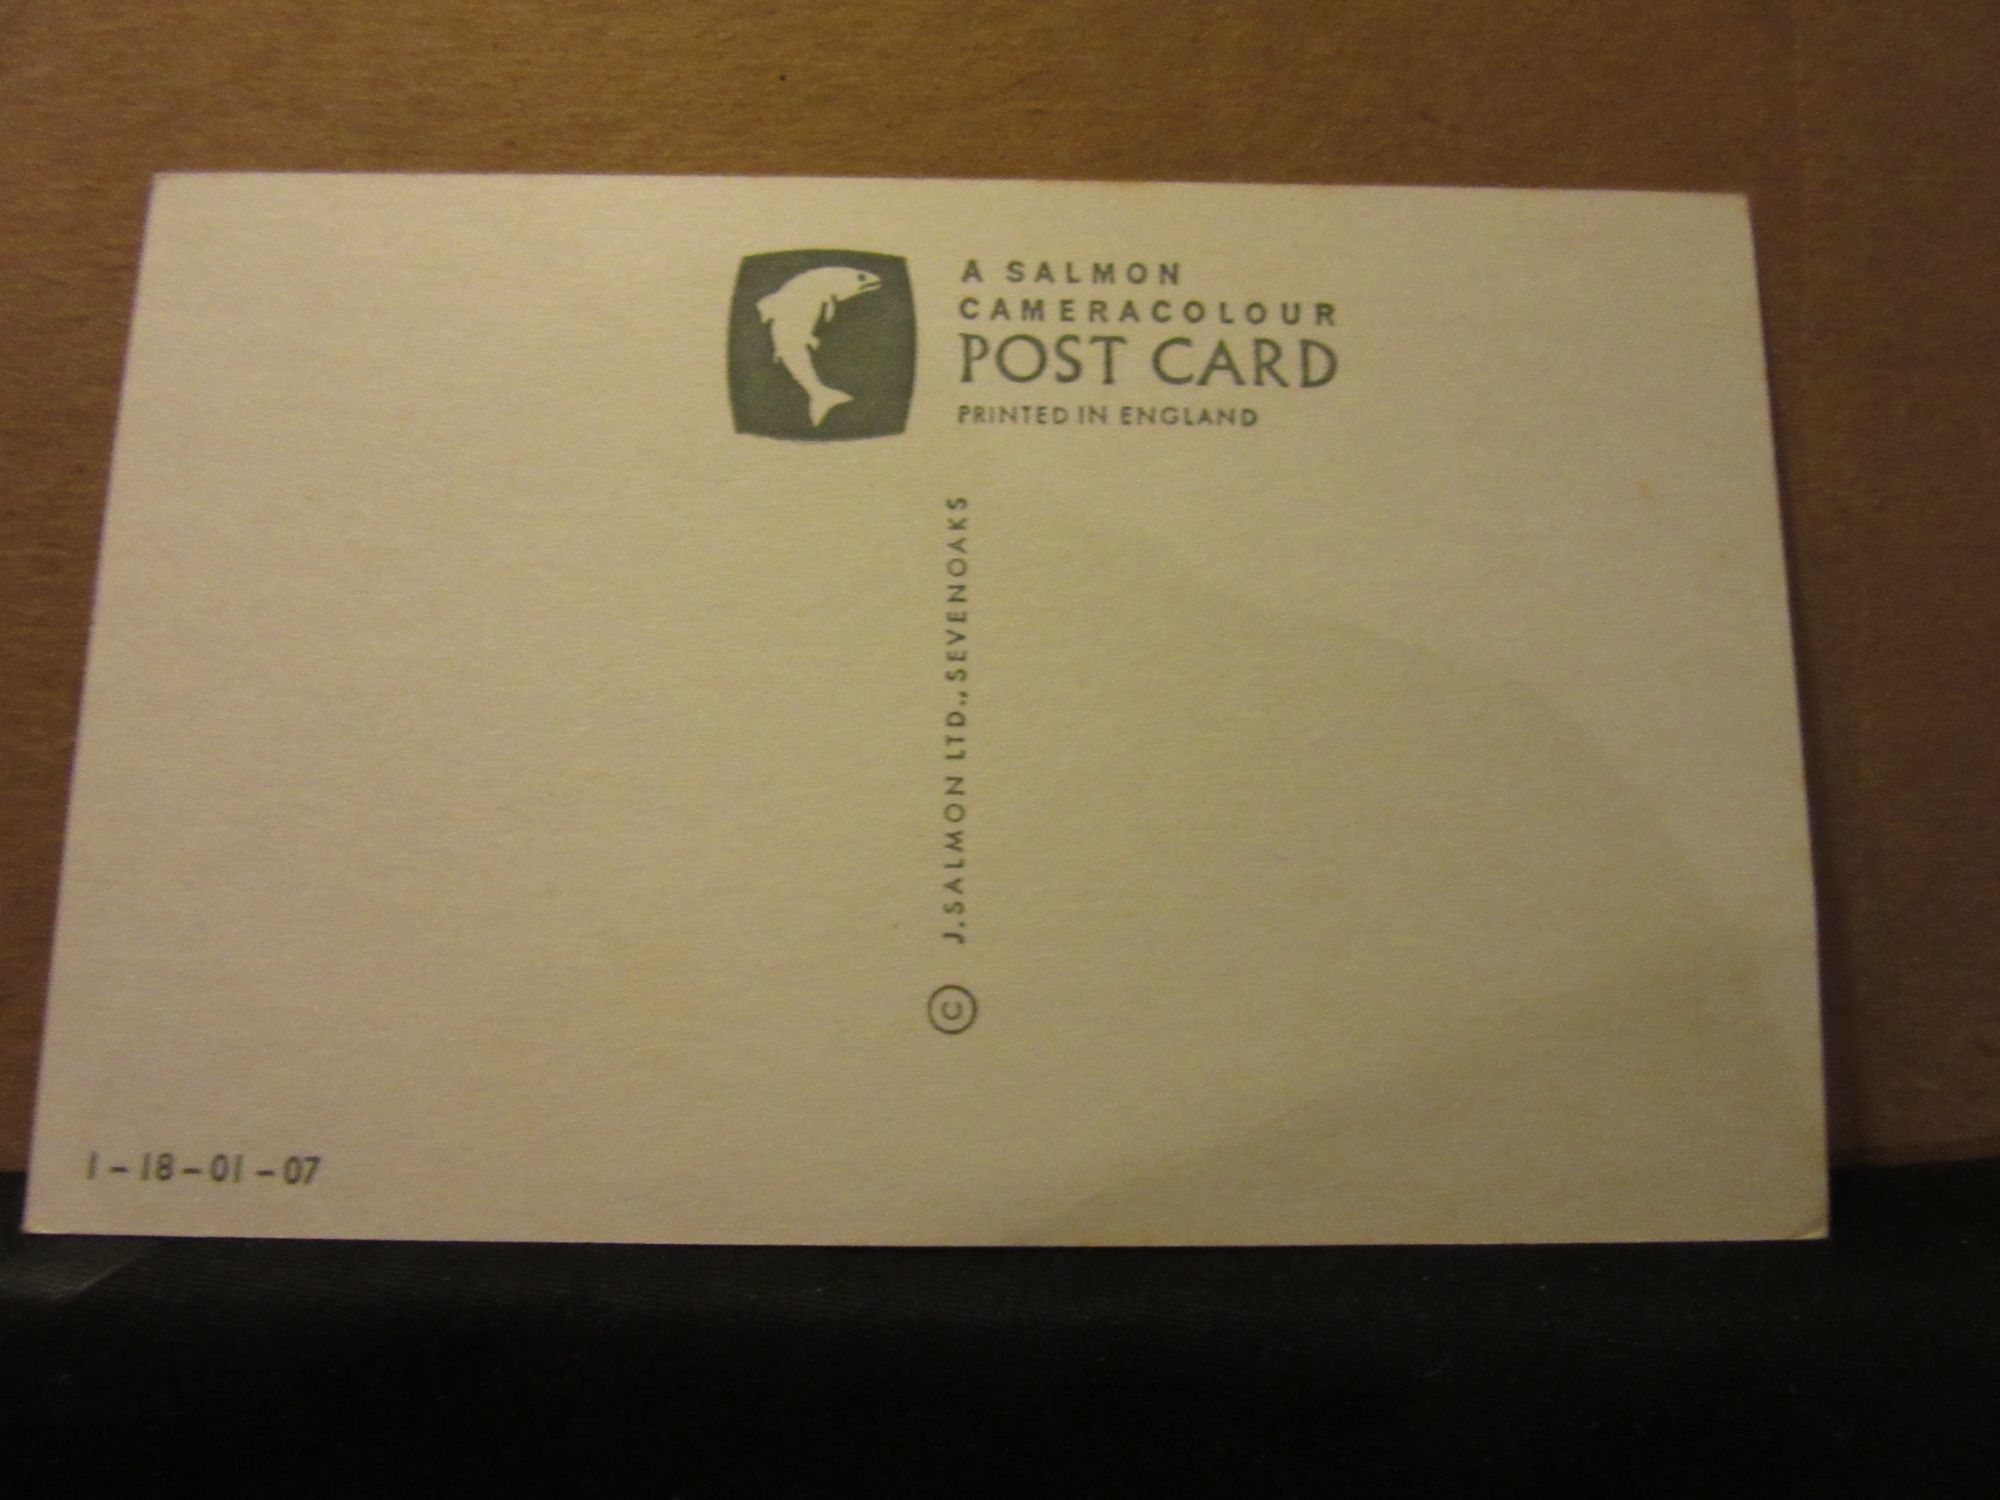 A SALMON
CAMERACOLOUR
POST CARD
PRINTED IN ENGLAND
© J. SALMON LTD., SEVENOAKS
1-18-01-07